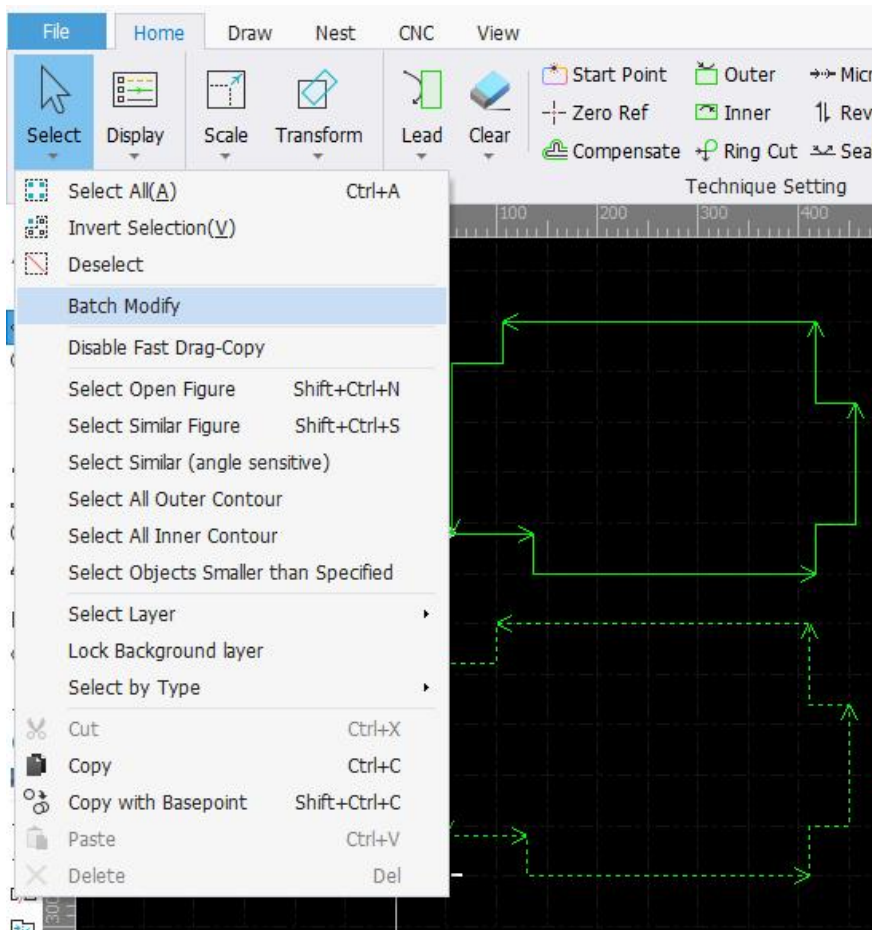 File Home Draw Nest CNC View
Start Point Outer Micr
Zero Ref Inner Rev
Select Display Scale Transform Lead Clear
Compensate Ring Cut Sea
Technique Setting
Select All(A) Ctrl+A
100 200 300 400
Invert Selection(V)
Deselect
Batch Modify
Disable Fast Drag-Copy
Select Open Figure Shift+Ctrl+N
Select Similar Figure Shift+Ctrl+S
Select Similar (angle sensitive)
Select All Outer Contour
Select All Inner Contour
Select Objects Smaller than Specified
Select Layer
Lock Background layer
Select by Type
Cut Ctrl+X
Copy Ctrl+C
Copy with Basepoint Shift+Ctrl+C
Paste Ctrl+V
Delete Del
300